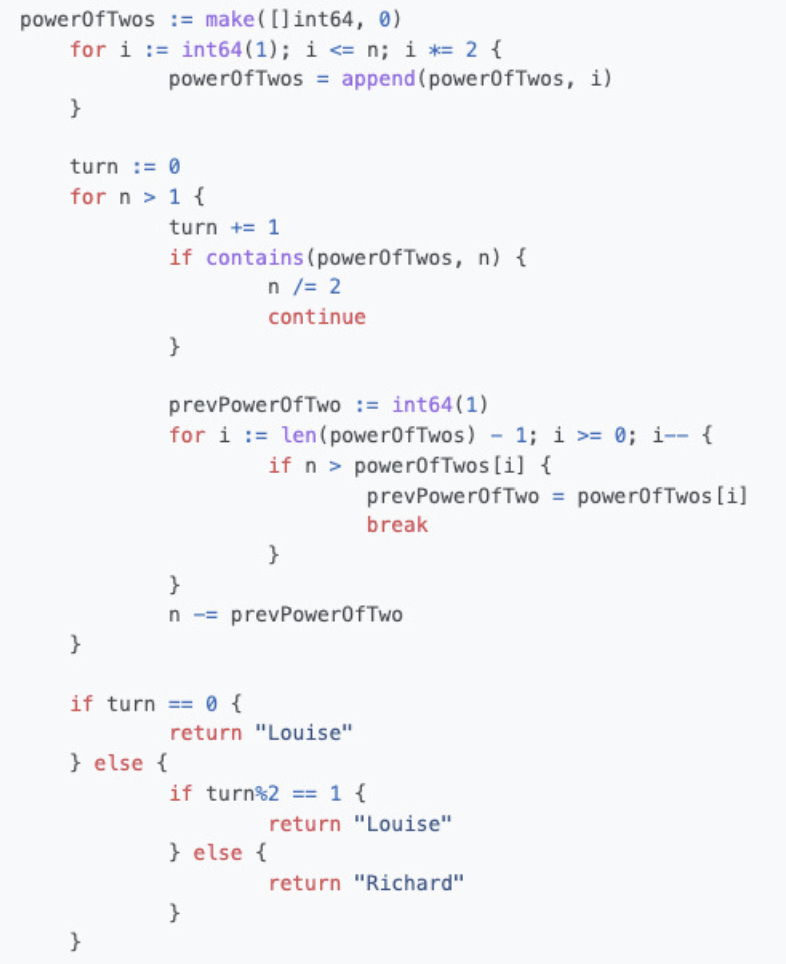 powerOfTwos := make([]int64, 0)
    for i := int64(1); i <= n; i *= 2 {
        powerOfTwos = append(powerOfTwos, i)
    }

    turn := 0
    for n > 1 {
        turn += 1
        if contains(powerOfTwos, n) {
            n /= 2
            continue
        }

        prevPowerOfTwo := int64(1)
        for i := len(powerOfTwos) - 1; i >= 0; i-- {
            if n > powerOfTwos[i] {
                prevPowerOfTwo = powerOfTwos[i]
                break
            }
        }
        n -= prevPowerOfTwo
    }

    if turn == 0 {
        return "Louise"
    } else {
        if turn%2 == 1 {
            return "Louise"
        } else {
            return "Richard"
        }
    }